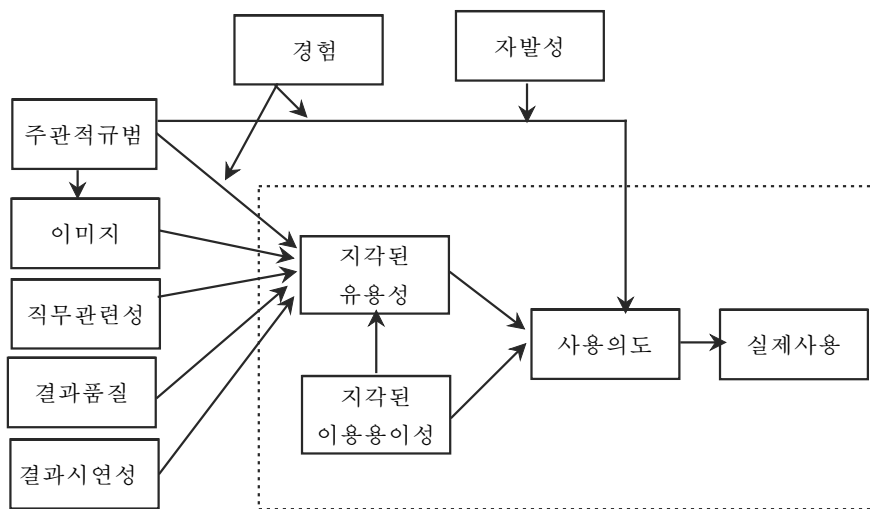 경험
자발성
주관적규범
이미지
직무관련성
결과품질
결과시연성
지각된
유용성
지각된
이용용이성
사용의도
실제사용